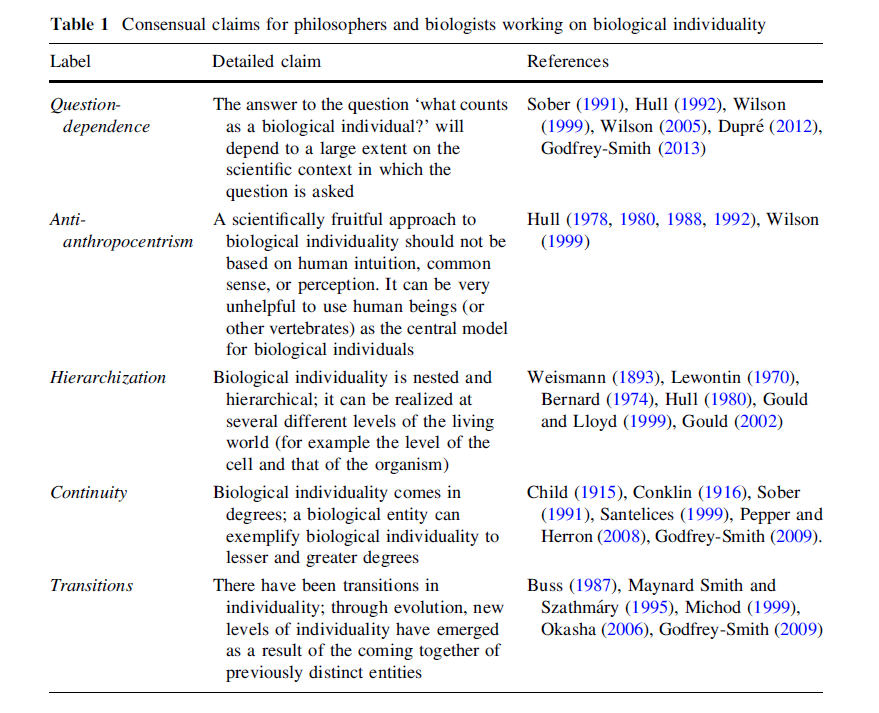 Table 1 Consensual claims for philosophers and biologists working on biological individuality
Label Detailed claim References
Question-
dependence
The answer to the question ‘what counts
as a biological individual?’ will
depend to a large extent on the
scientific context in which the
question is asked
Sober (1991), Hull (1992), Wilson
(1999), Wilson (2005), Dupré (2012),
Godfrey-Smith (2013)
Anti-
anthropocentrism
A scientifically fruitful approach to
biological individuality should not be
based on human intuition, common
sense, or perception. It can be very
unhelpful to use human beings (or
other vertebrates) as the central model
for biological individuals
Hull (1978, 1980, 1988, 1992), Wilson
(1999)
Hierarchization
Biological individuality is nested and
hierarchical; it can be realized at
several different levels of the living
world (for example the level of the
cell and that of the organism)
Weismann (1893), Lewontin (1970),
Bernard (1974), Hull (1980), Gould
and Lloyd (1999), Gould (2002)
Continuity
Biological individuality comes in
degrees; a biological entity can
exemplify biological individuality to
lesser and greater degrees
Child (1915), Conklin (1916), Sober
(1991), Santelices (1999), Pepper and
Herron (2008), Godfrey-Smith (2009).
Transitions
There have been transitions in
individuality; through evolution, new
levels of individuality have emerged
as a result of the coming together of
previously distinct entities
Buss (1987), Maynard Smith and
Szathmáry (1995), Michod (1999),
Okasha (2006), Godfrey-Smith (2009)